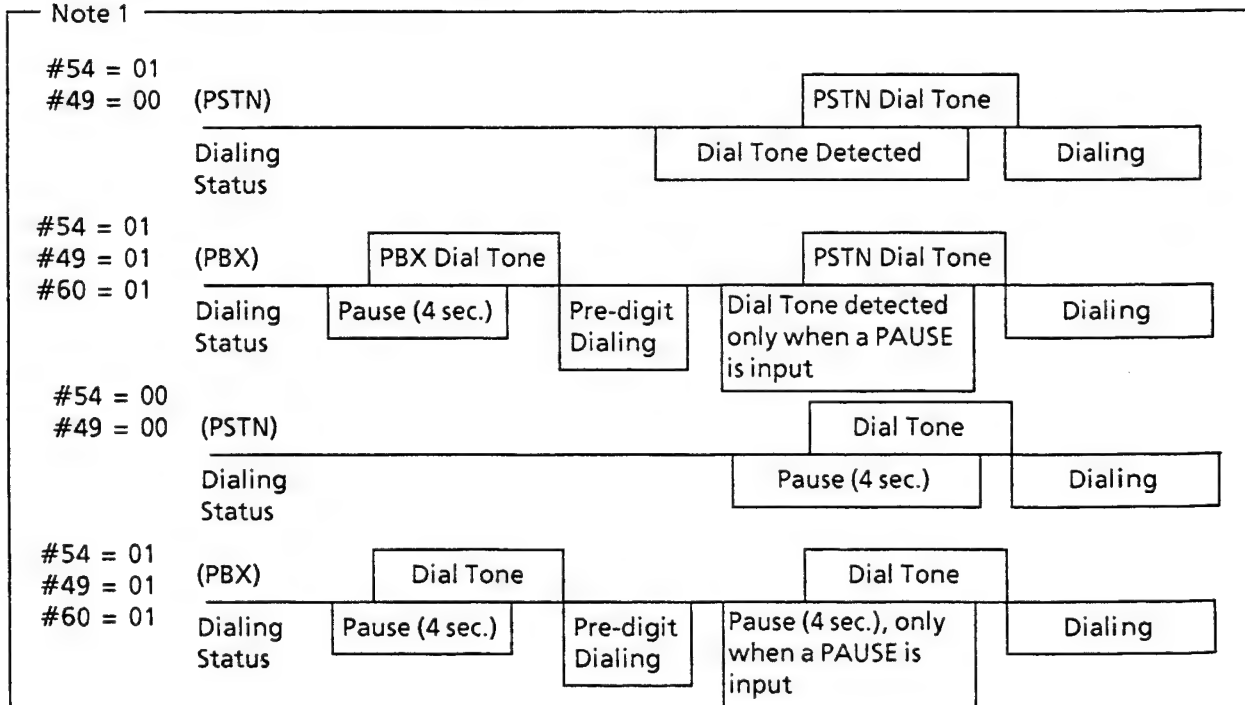 Note 1
#54 = 01
#49 = 00 (PSTN) PSTN Dial Tone
Dialing Status Dial Tone Detected Dialing
#54 = 01
#49 = 01 (PBX) PBX Dial Tone PSTN Dial Tone
#60 = 01
Dialing Pause (4 sec.) Pre-digit Dial Tone detected Dialing
Status Dialing only when a PAUSE
is input
#54 = 00
#49 = 00 (PSTN) Dial Tone
Dialing Pause (4 sec.) Dialing
Status
#54 = 01
#49 = 01 (PBX) Dial Tone Dial Tone
#60 = 01
Dialing Pause (4 sec.) Pre-digit Pause (4 sec.), only Dialing
Status Dialing when a PAUSE is
input